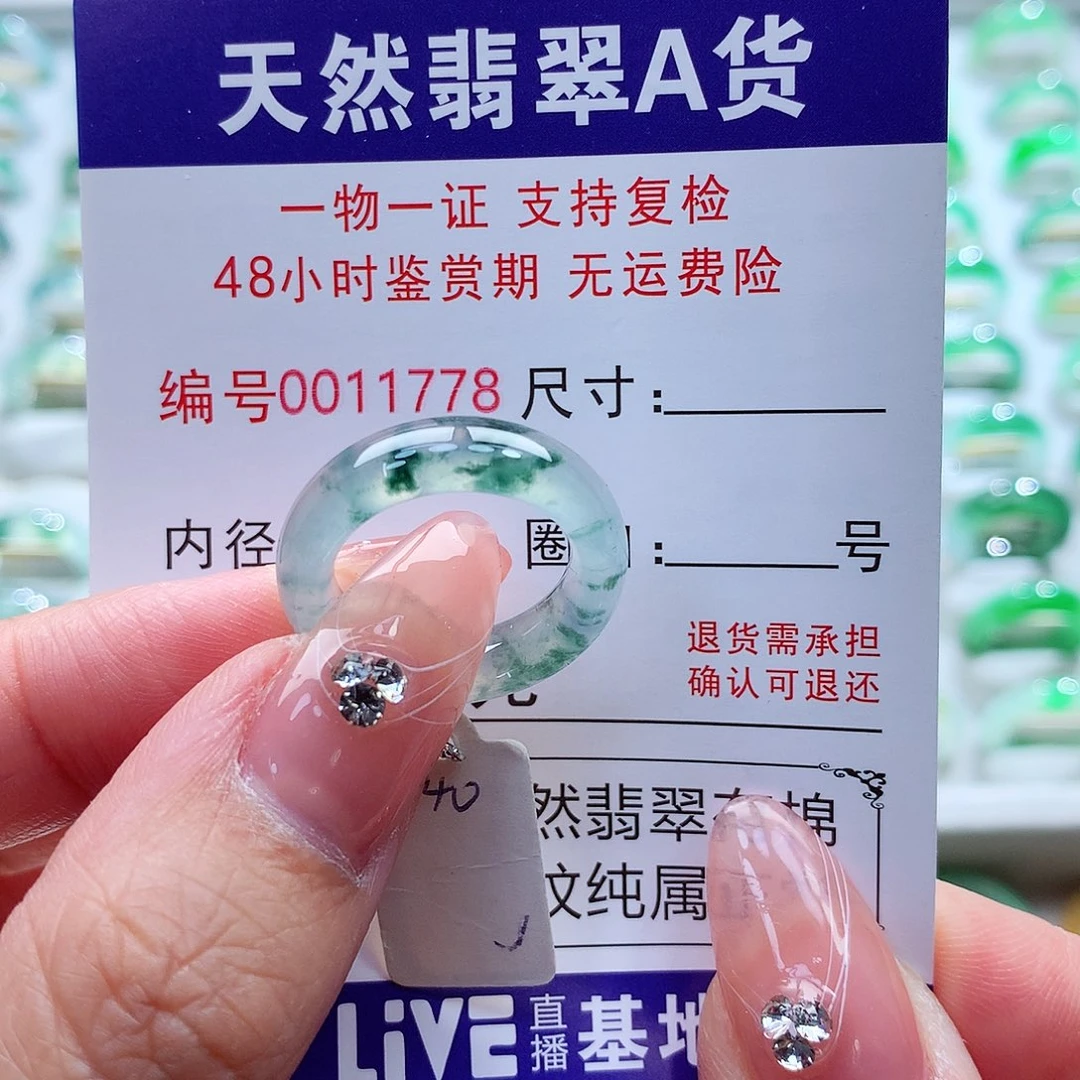 天然翡翠A货
一物一证 支持复检
48小时鉴赏期 无运费险
编号0011778 尺寸:
内径 圈 : 号
退货需承担
确认可退还
40
然翡翠 棉
纹纯属
LiVE 直播 基地